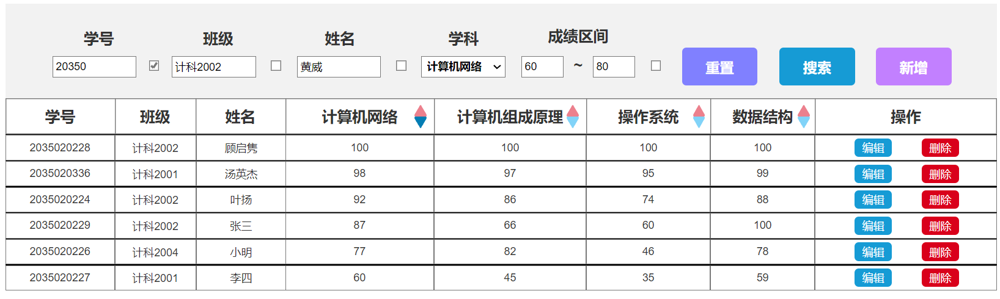 学号 班级 姓名 学科 成绩区间
20350 计科2002 黄威 计算机网络 60 ~ 80 重置 搜索 新增
学号 班级 姓名 计算机网络 计算机组成原理 操作系统 数据结构 操作
2035020228 计科2002 顾启隽 100 100 100 100 编辑 删除
2035020336 计科2001 汤英杰 98 97 95 99 编辑 删除
2035020224 计科2002 叶扬 92 86 74 88 编辑 删除
2035020229 计科2002 张三 87 66 60 100 编辑 删除
2035020226 计科2004 小明 77 82 46 78 编辑 删除
2035020227 计科2001 李四 60 45 35 59 编辑 删除